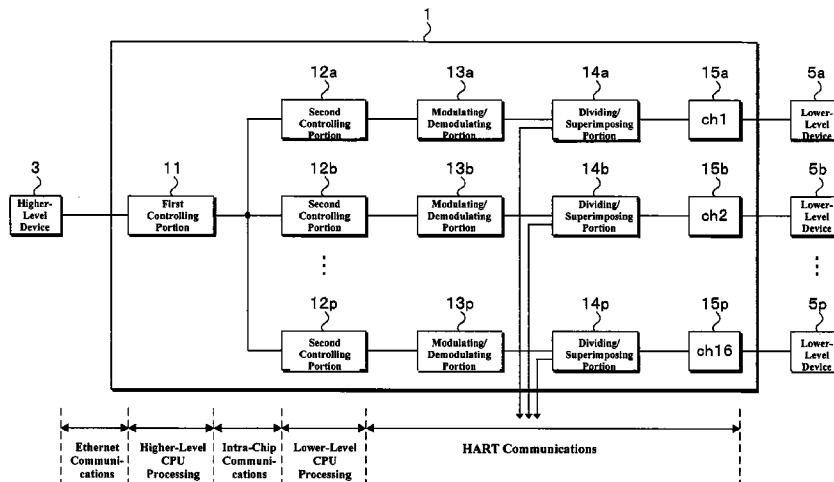 1
12a
13a
14a
15a
5a
Second
Controlling
Portion
Modulating/
Demodulating
Portion
Dividing/
Superimposing
Portion
ch1
Lower-
Level
Device
3
11
12b
13b
14b
15b
5b
Higher-
Level
Device
First
Controlling
Portion
Second
Controlling
Portion
Modulating/
Demodulating
Portion
Dividing/
Superimposing
Portion
ch2
Lower-
Level
Device
12p
13p
14p
15p
5p
Second
Controlling
Portion
Modulating/
Demodulating
Portion
Dividing/
Superimposing
Portion
ch16
Lower-
Level
Device
Ethernet
Communi-
cations
Higher-Level
CPU
Processing
Intra-Chip
Communi-
cations
Lower-Level
CPU
Processing
HART Communications